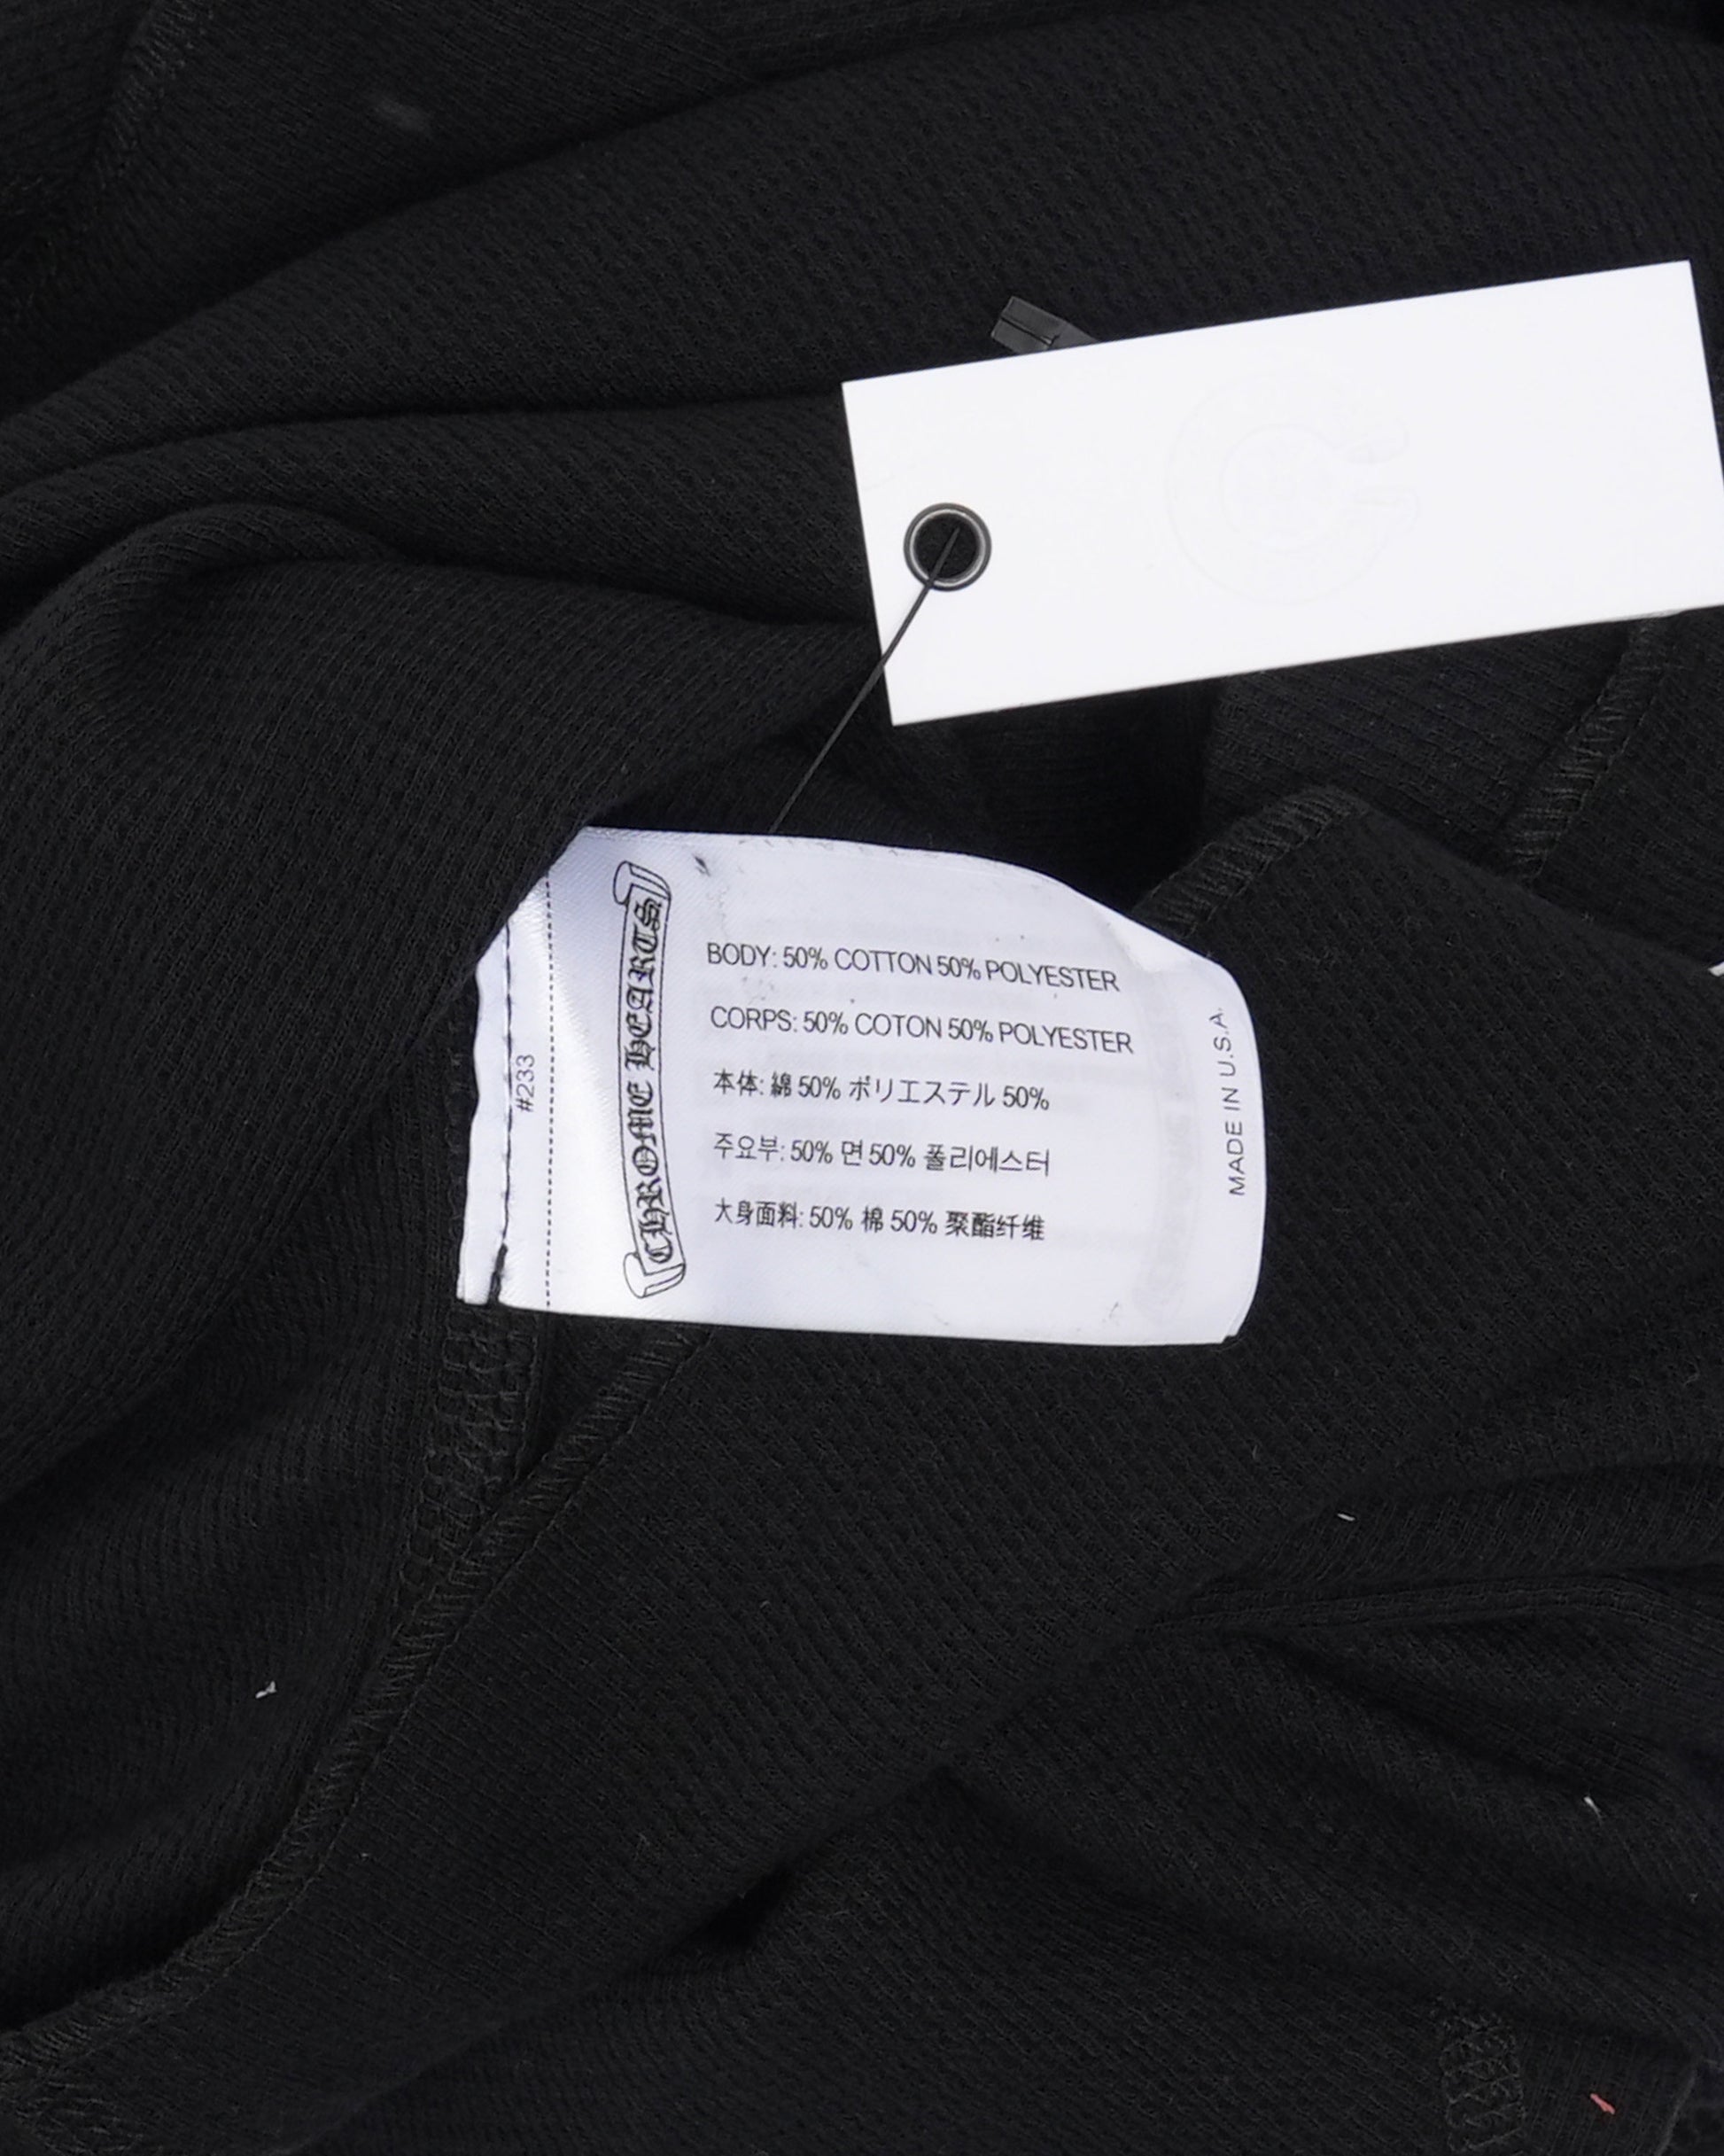 #233
CHROME HEARTS
BODY: 50% COTTON 50% POLYESTER
CORPS: 50% COTON 50% POLYESTER
本体: 綿 50% ポリエステル 50%
주요부: 50% 면 50% 폴리에스터
大身面料: 50% 棉 50% 聚酯纤维
MADE IN U.S.A.